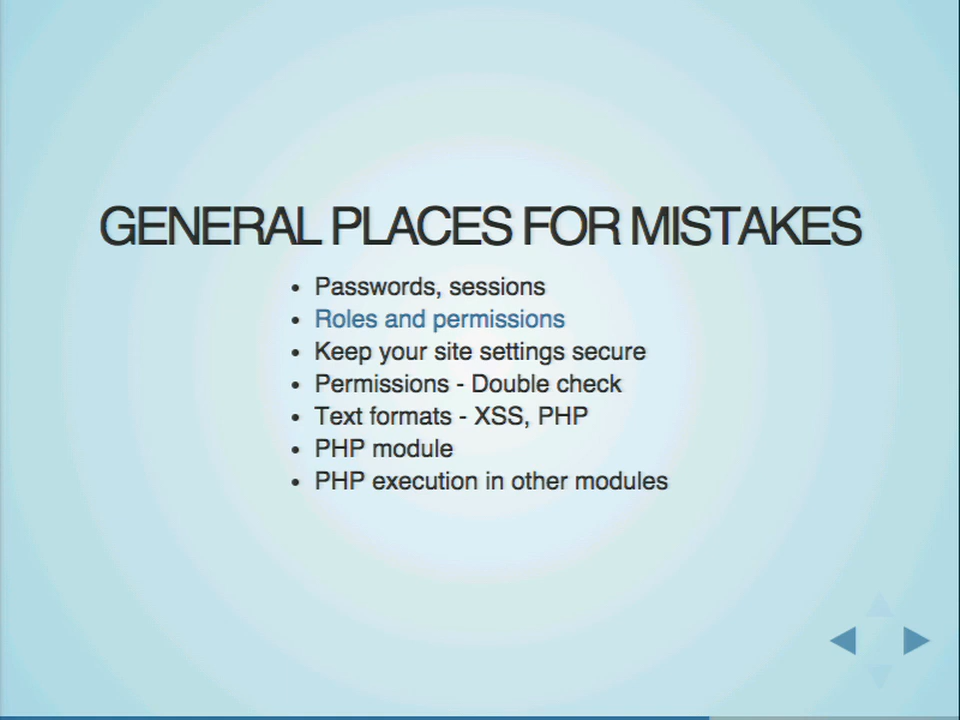 GENERAL PLACES FOR MISTAKES
• Passwords, sessions
• Roles and permissions
• Keep your site settings secure
• Permissions - Double check
• Text formats - XSS, PHP
• PHP module
• PHP execution in other modules